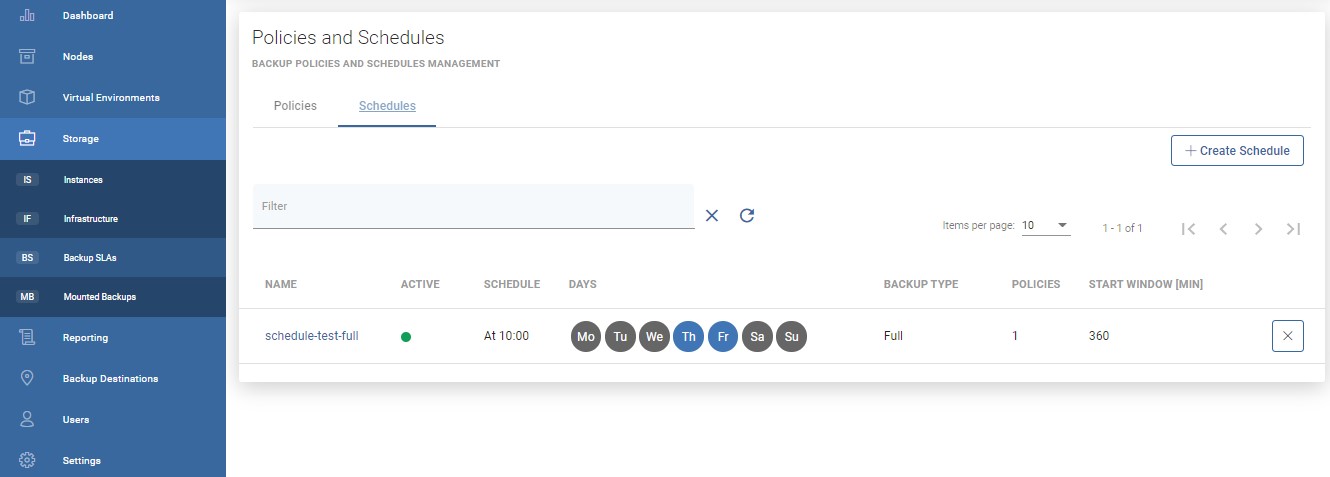 Dashboard
Nodes
Virtual Environments
Storage
IS Instances
IF Infrastructure
BS Backup SLAs
MB Mounted Backups
Reporting
Backup Destinations
Users
Settings
Policies and Schedules
BACKUP POLICIES AND SCHEDULES MANAGEMENT
Policies Schedules
Create Schedule
Filter
Items per page: 10 1 - 1 of 1
NAME ACTIVE SCHEDULE DAYS BACKUP TYPE POLICIES START WINDOW [MIN]
schedule-test-full At 10:00 Mo Tu We Th Fr Sa Su Full 1 360